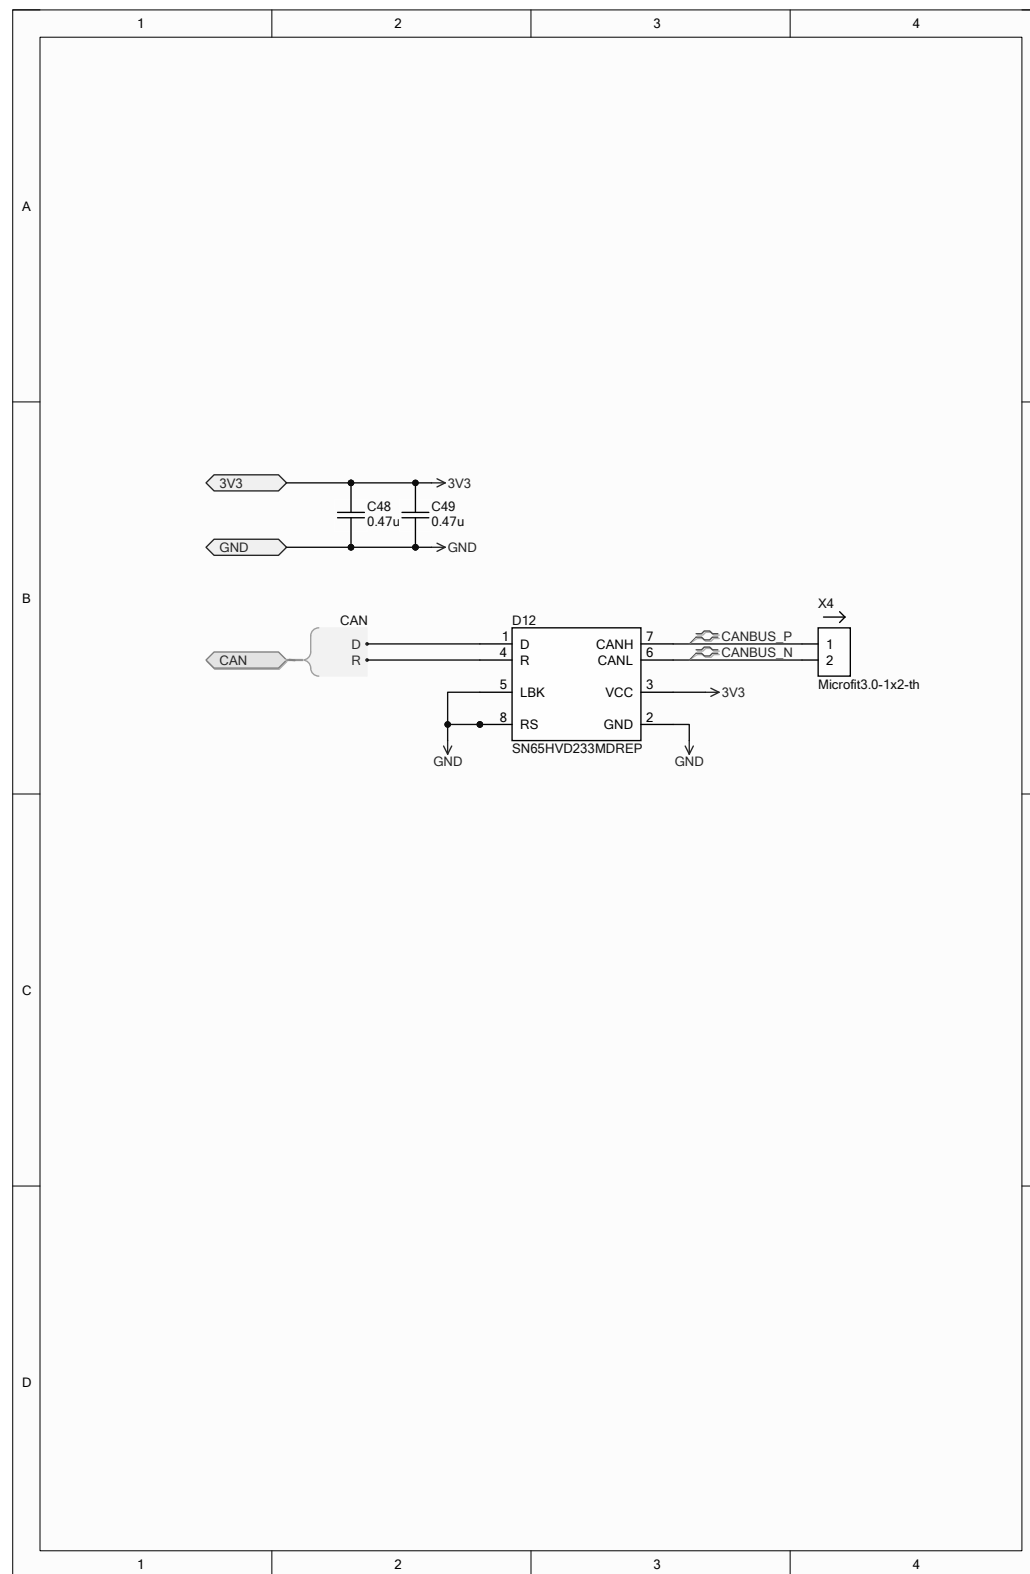 1 2 3 4
A
3V3 3V3
C48 C49
0.47u 0.47u
GND GND
B
X4
CAN D12
D 1 D CANH 7 CANBUS_P 1
CAN R 4 R CANL 6 CANBUS_N 2
Microfit3.0-1x2-th
5 LBK VCC 3 3V3
8 RS GND 2
SN65HVD233MDREP
GND GND
C
D
1 2 3 4